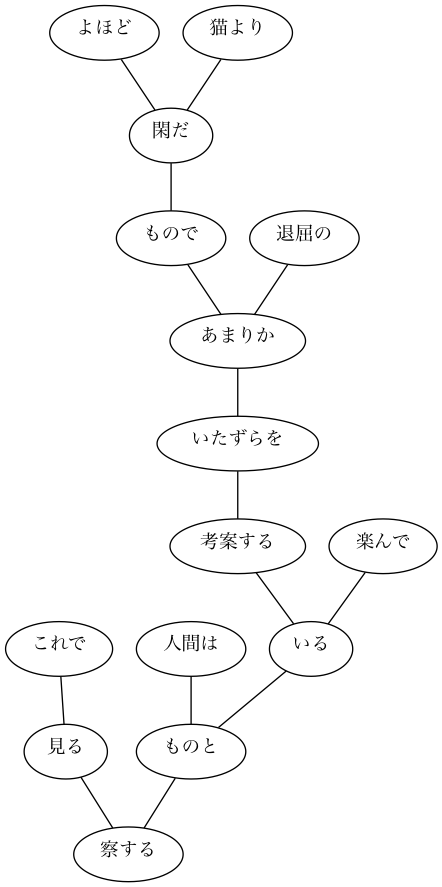 よほど
猫より
閑だ
もので
退屈の
あまりか
いたずらを
考案する
楽んで
これで
人間は
いる
見る
ものと
察する